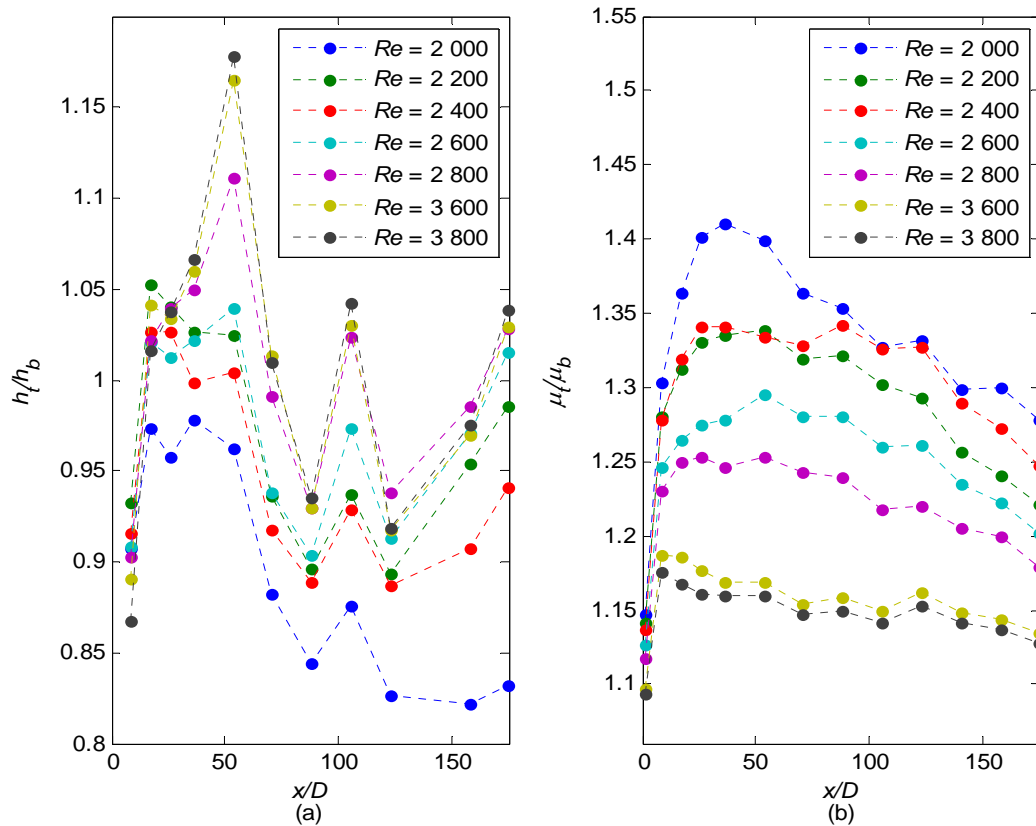 1.15
1.1
1.05
1
0.95
0.9
0.85
0.8
h_t/h_b
0
50
100
150
x/D
(a)
Re = 2 000
Re = 2 200
Re = 2 400
Re = 2 600
Re = 2 800
Re = 3 600
Re = 3 800
1.55
1.5
1.45
1.4
1.35
1.3
1.25
1.2
1.15
1.1
μ/μ_b
0
50
100
150
x/D
(b)
Re = 2 000
Re = 2 200
Re = 2 400
Re = 2 600
Re = 2 800
Re = 3 600
Re = 3 800